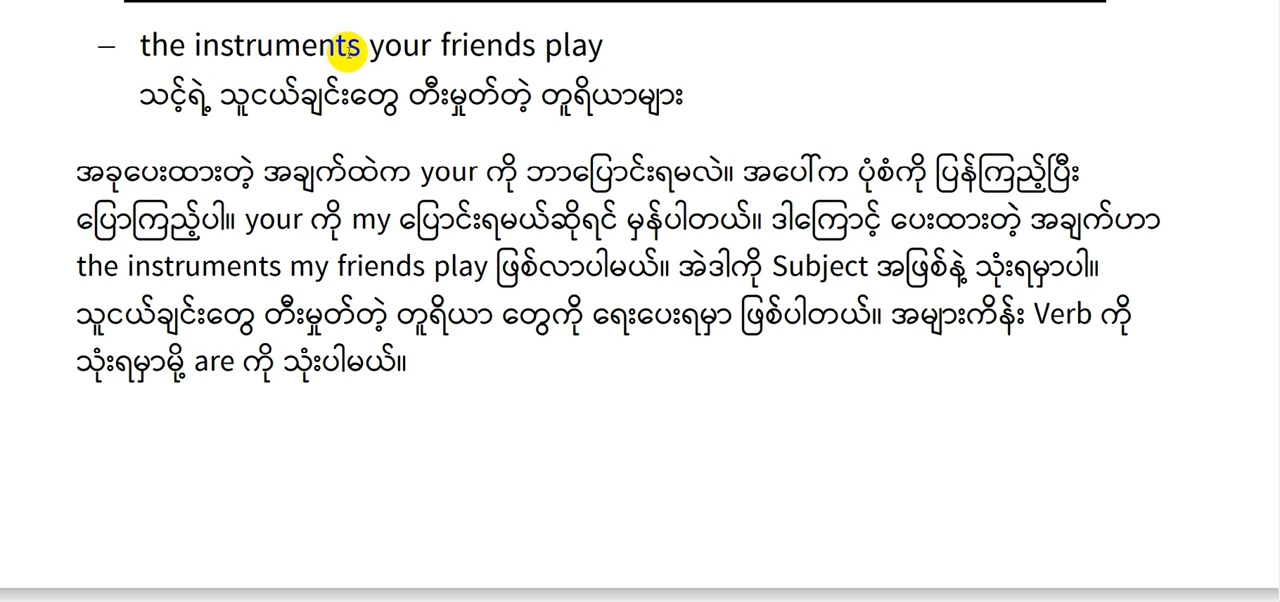 – the instruments your friends play
သင့်ရဲ့ သူငယ်ချင်းတွေ တီးမှုတ်တဲ့ တူရိယာများ
အခုပေးထားတဲ့ အချက်ထဲက your ကို ဘာပြောင်းရမလဲ။ အပေါ်က ပုံစံကို ပြန်ကြည့်ပြီး
ပြောကြည့်ပါ။ your ကို my ပြောင်းရမယ်ဆိုရင် မှန်ပါတယ်။ ဒါကြောင့် ပေးထားတဲ့ အချက်ဟာ
the instruments my friends play ဖြစ်လာပါမယ်။ အဲဒါကို Subject အဖြစ်နဲ့ သုံးရမှာပါ။
သူငယ်ချင်းတွေ တီးမှုတ်တဲ့ တူရိယာ တွေကို ရေးပေးရမှာ ဖြစ်ပါတယ်။ အများကိန်း Verb ကို
သုံးရမှာမို့ are ကို သုံးပါမယ်။